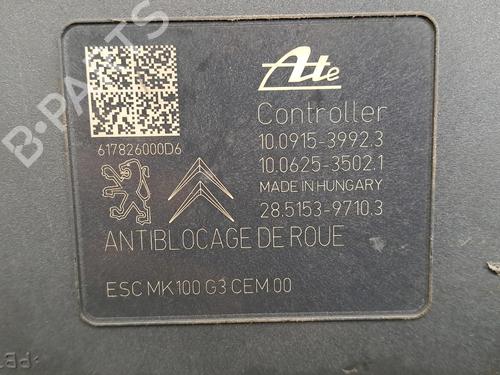 Ate
617826000D6
Controller
10.0915-3992.3
10.0625-3502.1
MADE IN HUNGARY
28.5153-9710.3
ANTIBLOCAGE DE ROUE
ESC MK100 G3 CEM 00
B-PARTS